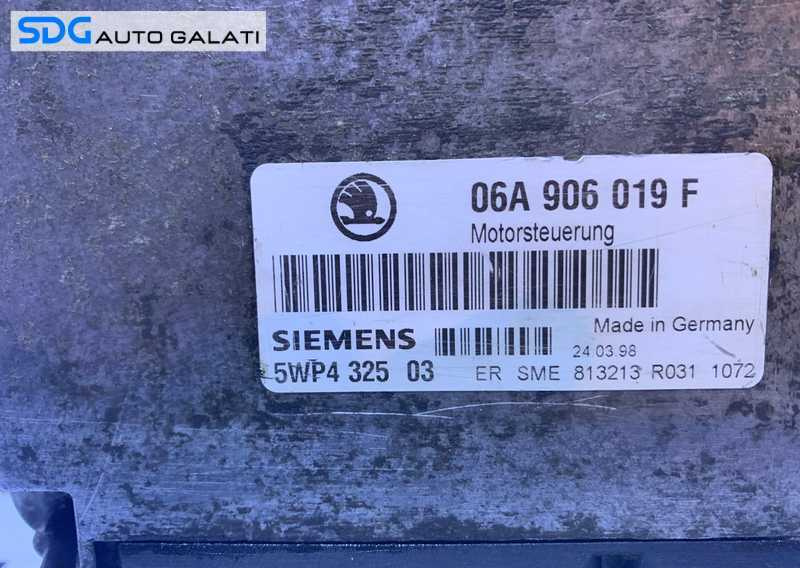 SDG AUTO GALATI
06A 906 019 F
Motorsteuerung
SIEMENS
Made in Germany
24.03.98
5WP4 325 03
ER SME 813213 R031 1072